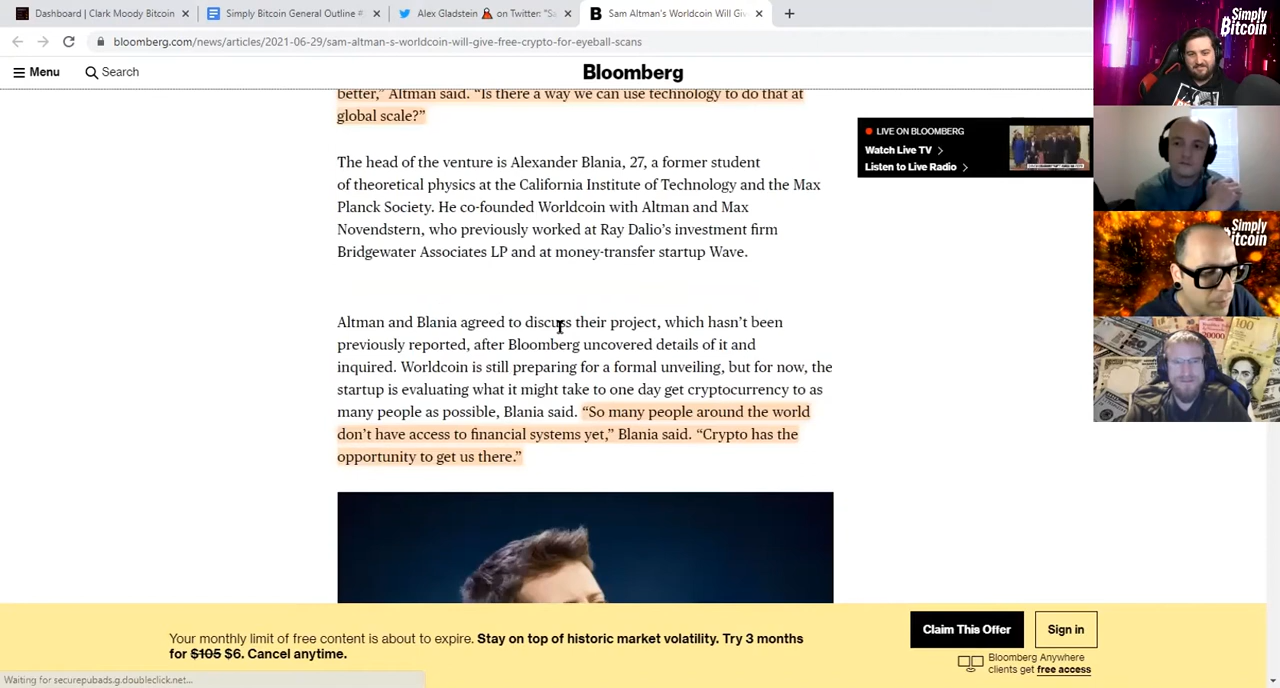 Dashboard | Clark Moody Bitcoin
Simply Bitcoin General Outline #
Alex Gladstein on Twitter: "Sa
Sam Altman's Worldcoin Will Giv
bloomberg.com/news/articles/2021-06-29/sam-altman-s-worldcoin-will-give-free-crypto-for-eyeball-scans
Menu
Search
Bloomberg
better,” Altman said. “Is there a way we can use technology to do that at
global scale?”
The head of the venture is Alexander Blania, 27, a former student
of theoretical physics at the California Institute of Technology and the Max
Planck Society. He co-founded Worldcoin with Altman and Max
Novendstern, who previously worked at Ray Dalio’s investment firm
Bridgewater Associates LP and at money-transfer startup Wave.
Altman and Blania agreed to discuss their project, which hasn’t been
previously reported, after Bloomberg uncovered details of it and
inquired. Worldcoin is still preparing for a formal unveiling, but for now, the
startup is evaluating what it might take to one day get cryptocurrency to as
many people as possible, Blania said. “So many people around the world
don’t have access to financial systems yet,” Blania said. “Crypto has the
opportunity to get us there.”
LIVE ON BLOOMBERG
Watch Live TV
Listen to Live Radio
Simply
Bitcoin
Simply
Bitcoin
20000
100
Your monthly limit of free content is about to expire. Stay on top of historic market volatility. Try 3 months
for $105 $6. Cancel anytime.
Claim This Offer
Sign in
Bloomberg Anywhere
clients get free access
Waiting for securepubads.g.doubleclick.net...